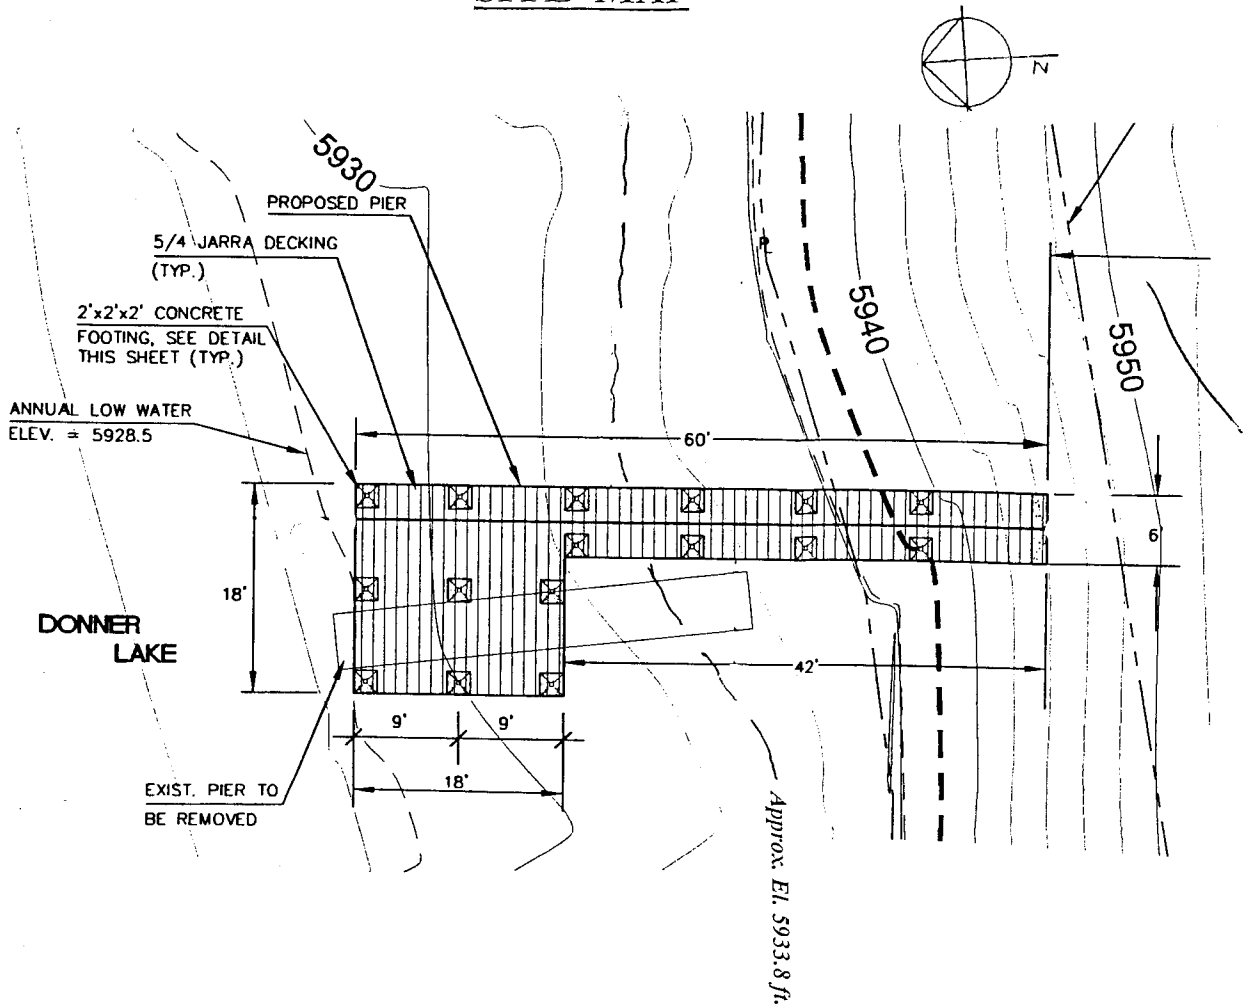 SITE MAP
N
5930
PROPOSED PIER
5/4 JARRA DECKING
(TYP.)
2'x2'x2' CONCRETE
FOOTING, SEE DETAIL
THIS SHEET (TYP.)
ANNUAL LOW WATER
ELEV. = 5928.5
5940
5950
60'
6'
18'
DONNER
LAKE
42'
9'
9'
18'
EXIST. PIER TO
BE REMOVED
Approx. El. 5933.8 ft.